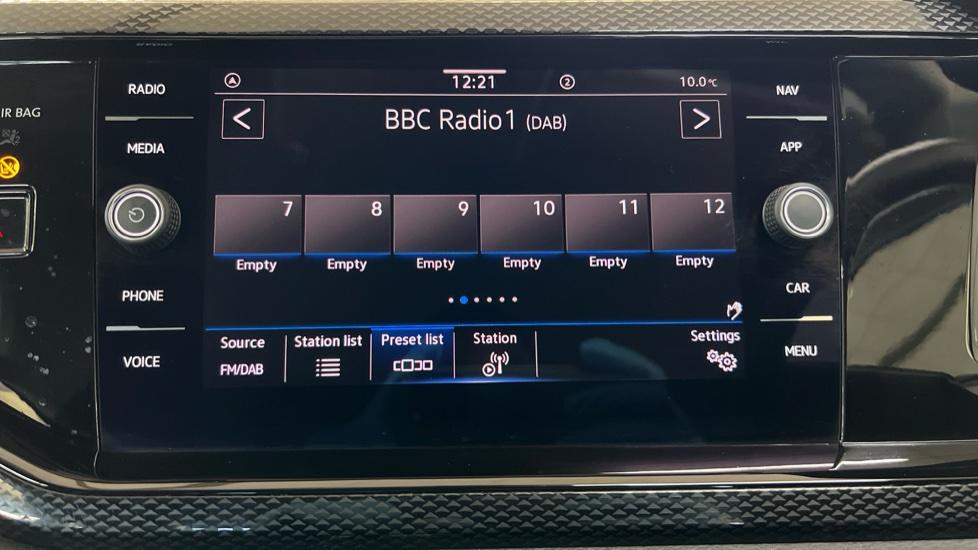 IR BAG
RADIO
MEDIA
PHONE
VOICE
12:21
2
10.0°C
BBC Radio1 (DAB)
7 8 9 10 11 12
Empty Empty Empty Empty Empty Empty
Source Station list Preset list Station Settings
FM/DAB
NAV
APP
CAR
MENU